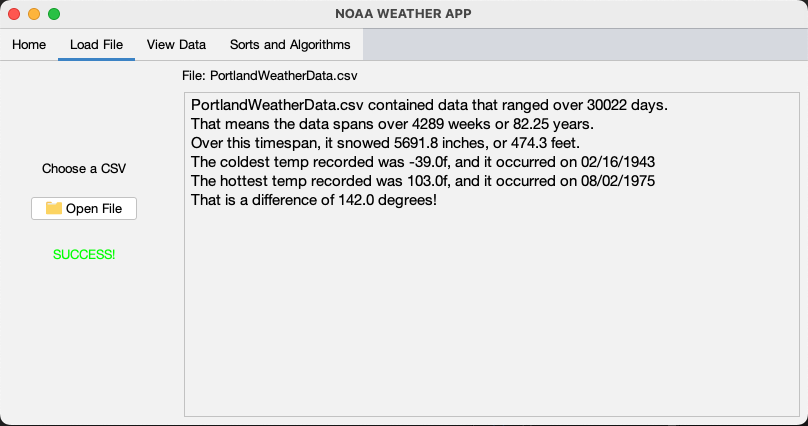 NOAA WEATHER APP
Home Load File View Data Sorts and Algorithms
File: PortlandWeatherData.csv
PortlandWeatherData.csv contained data that ranged over 30022 days.
That means the data spans over 4289 weeks or 82.25 years.
Over this timespan, it snowed 5691.8 inches, or 474.3 feet.
The coldest temp recorded was -39.0f, and it occurred on 02/16/1943
The hottest temp recorded was 103.0f, and it occurred on 08/02/1975
That is a difference of 142.0 degrees!
Choose a CSV
Open File
SUCCESS!